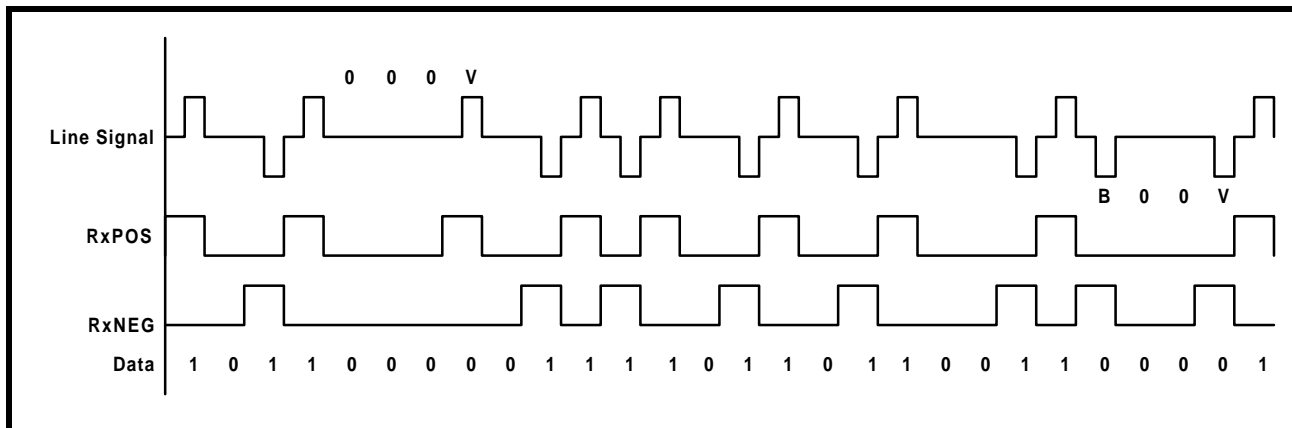 0 0 0 V
Line Signal
B 0 0 V
RxPOS
RxNEG
Data 1 0 1 1 0 0 0 0 0 1 1 1 1 0 1 1 0 1 1 0 0 1 1 0 0 0 0 1